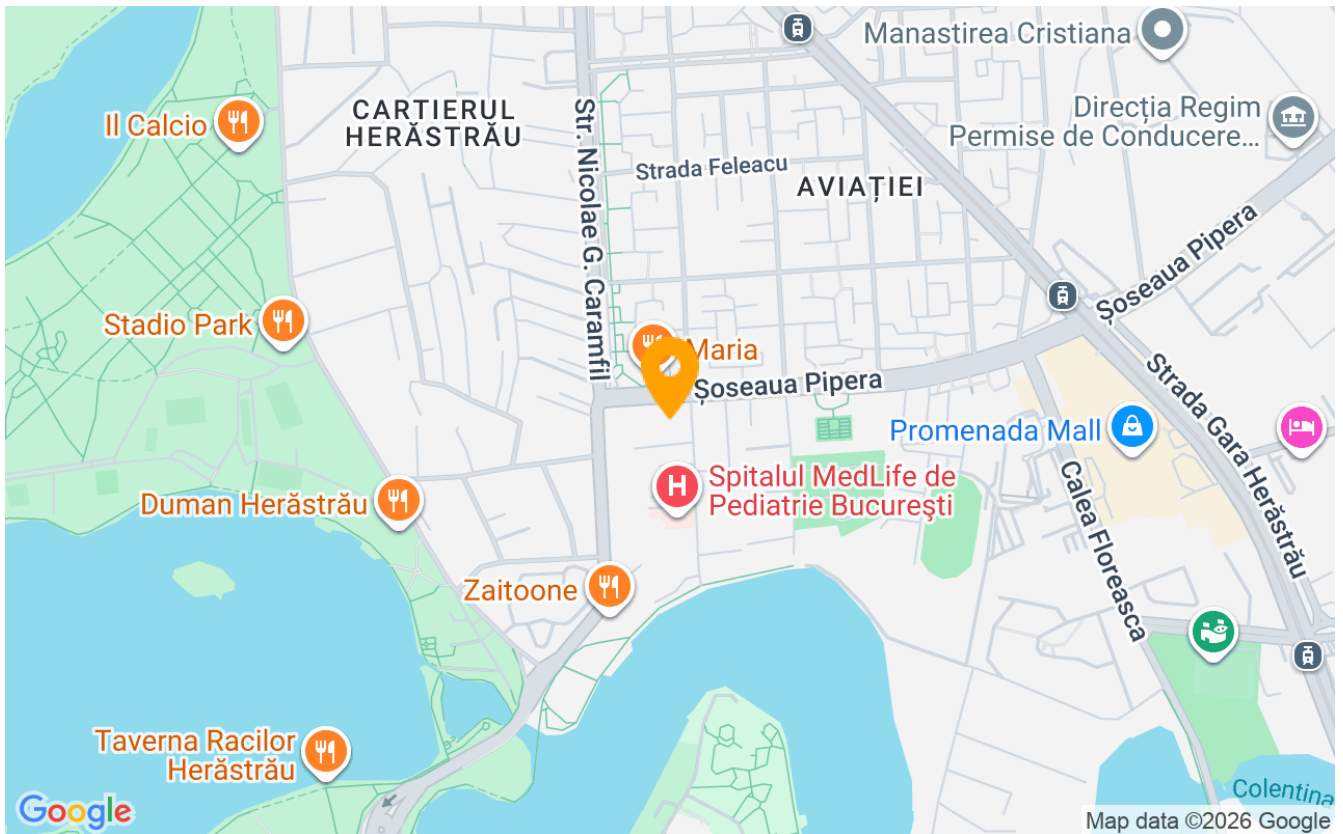 Manastirea Cristiana
Il Calcio
CARTIERUL
HERĂSTRĂU
Str. Nicolae G. Caramfil
Direcția Regim
Permise de Conducere...
Strada Feleacu
AVIAȚIEI
Șoseaua Pipera
Stadio Park
Maria
Șoseaua Pipera
Strada Gara Herăstrău
Promenada Mall
Calea Floreasca
H
Spitalul MedLife de
Pediatrie Bucureşti
Duman Herăstrău
Zaitoone
Taverna Racilor
Herăstrău
Colentina
Google
Map data ©2026 Google